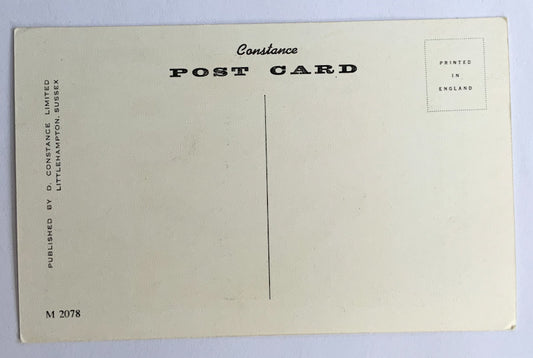 Constance
POST CARD
PRINTED
IN
ENGLAND
PUBLISHED BY D. CONSTANCE LIMITED
LITTLEHAMPTON, SUSSEX
M 2078